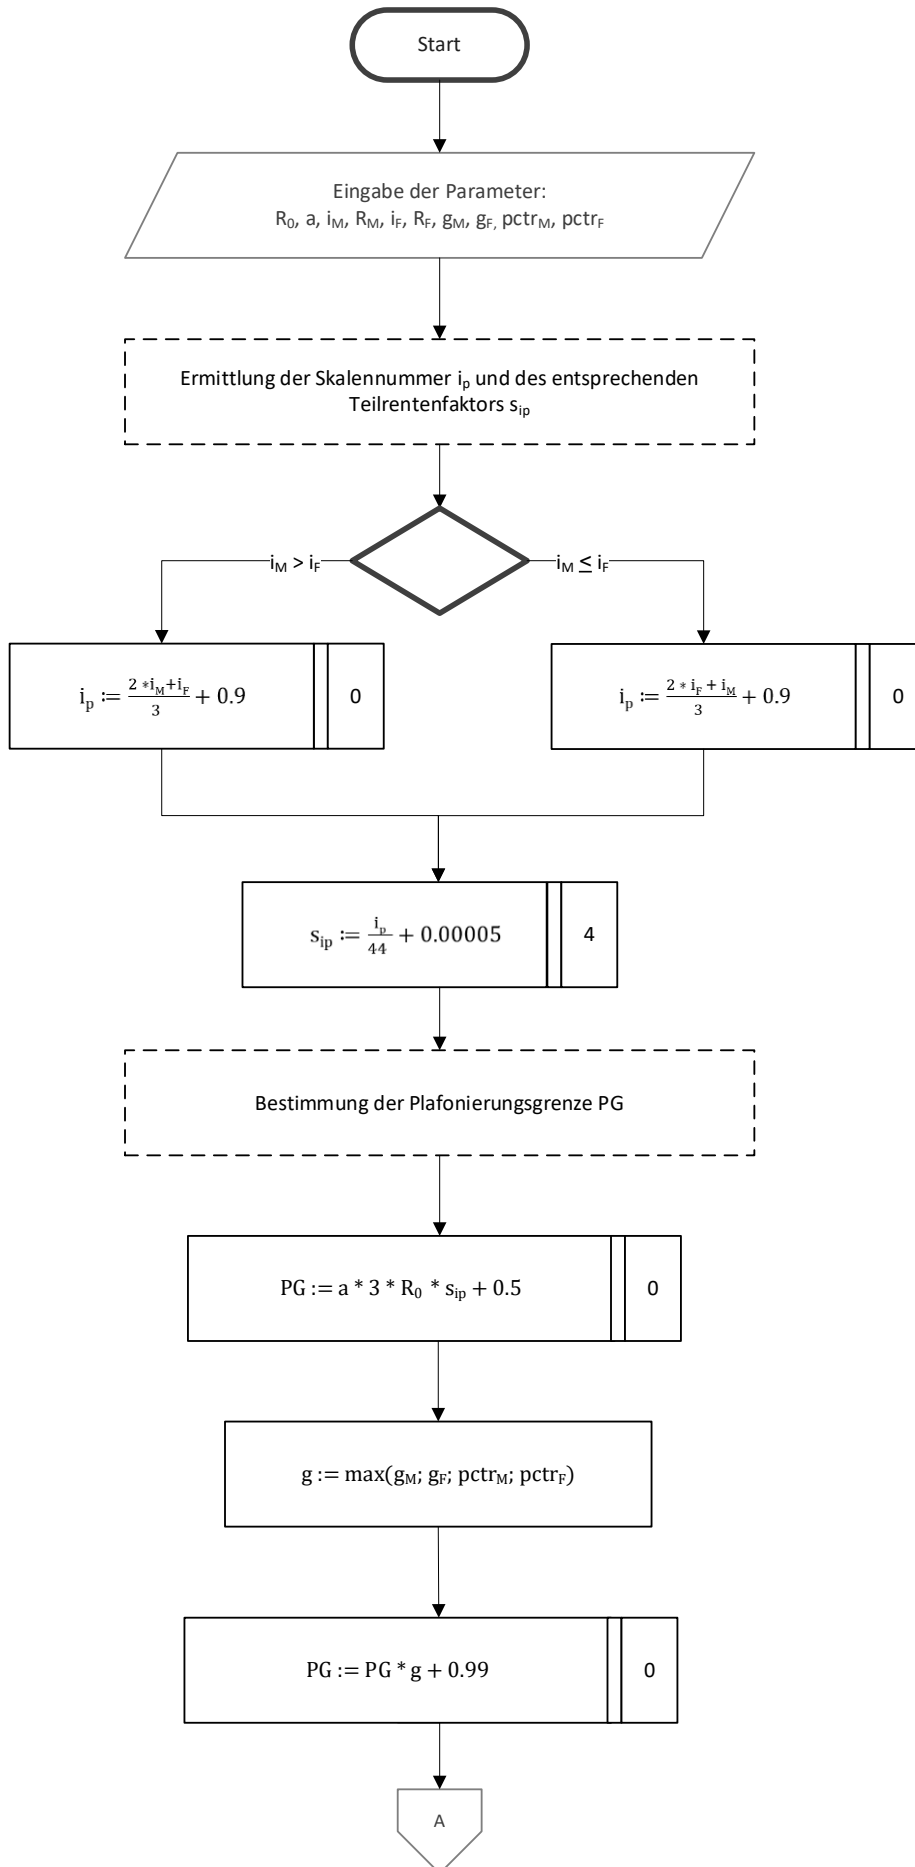 Start
Eingabe der Parameter:
R₀, a, i_M, R_M, i_F, R_F, g_M, g_F, pctr_M, pctr_F
Ermittlung der Skalennummer i_p und des entsprechenden
Teilrentenfaktors s_ip
i_M > i_F
i_M ≤ i_F
i_p := (2 * i_M + i_F)/3 + 0.9
0
i_p := (2 * i_F + i_M)/3 + 0.9
0
s_ip := i_p/44 + 0.00005
4
Bestimmung der Plafonierungsgrenze PG
PG := a * 3 * R₀ * s_ip + 0.5
0
g := max(g_M; g_F; pctr_M; pctr_F)
PG := PG * g + 0.99
0
A